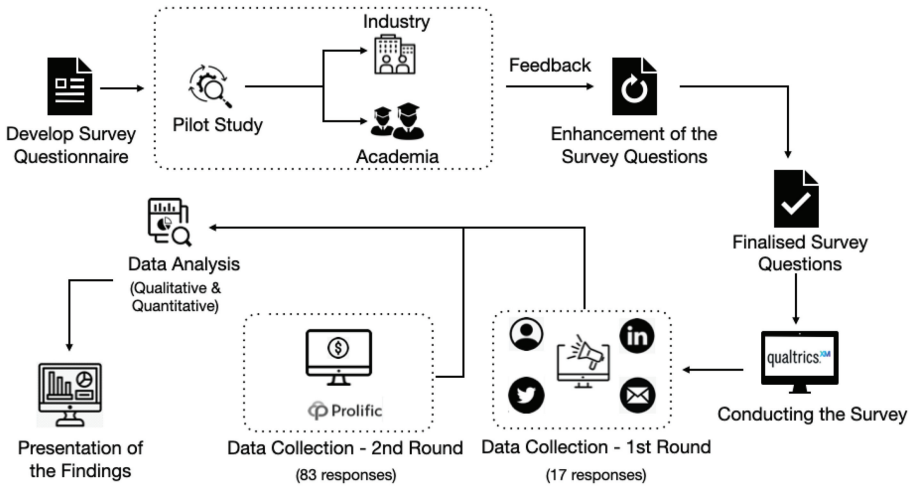 Industry
Feedback
Pilot Study
Develop Survey
Questionnaire
Academia
Enhancement of the
Survey Questions
Finalised Survey
Questions
Data Analysis
(Qualitative &
Quantitative)
qualtrics.XM
Conducting the Survey
in
Prolific
$
Data Collection - 2nd Round
(83 responses)
Data Collection - 1st Round
(17 responses)
Presentation of
the Findings